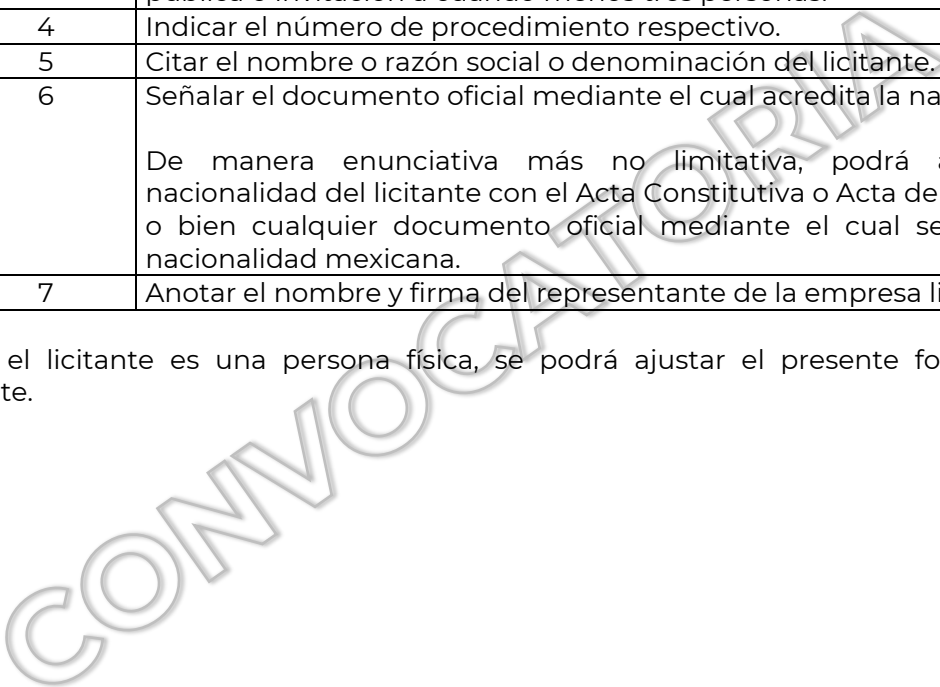 pública o invitación a cuando menos tres personas.
4 Indicar el número de procedimiento respectivo.
5 Citar el nombre o razón social o denominación del licitante.
6 Señalar el documento oficial mediante el cual acredita la na
De manera enunciativa más no limitativa, podrá a
nacionalidad del licitante con el Acta Constitutiva o Acta de
o bien cualquier documento oficial mediante el cual se
nacionalidad mexicana.
7 Anotar el nombre y firma del representante de la empresa li
el licitante es una persona física, se podrá ajustar el presente fo
te.
CONVOCATORIA